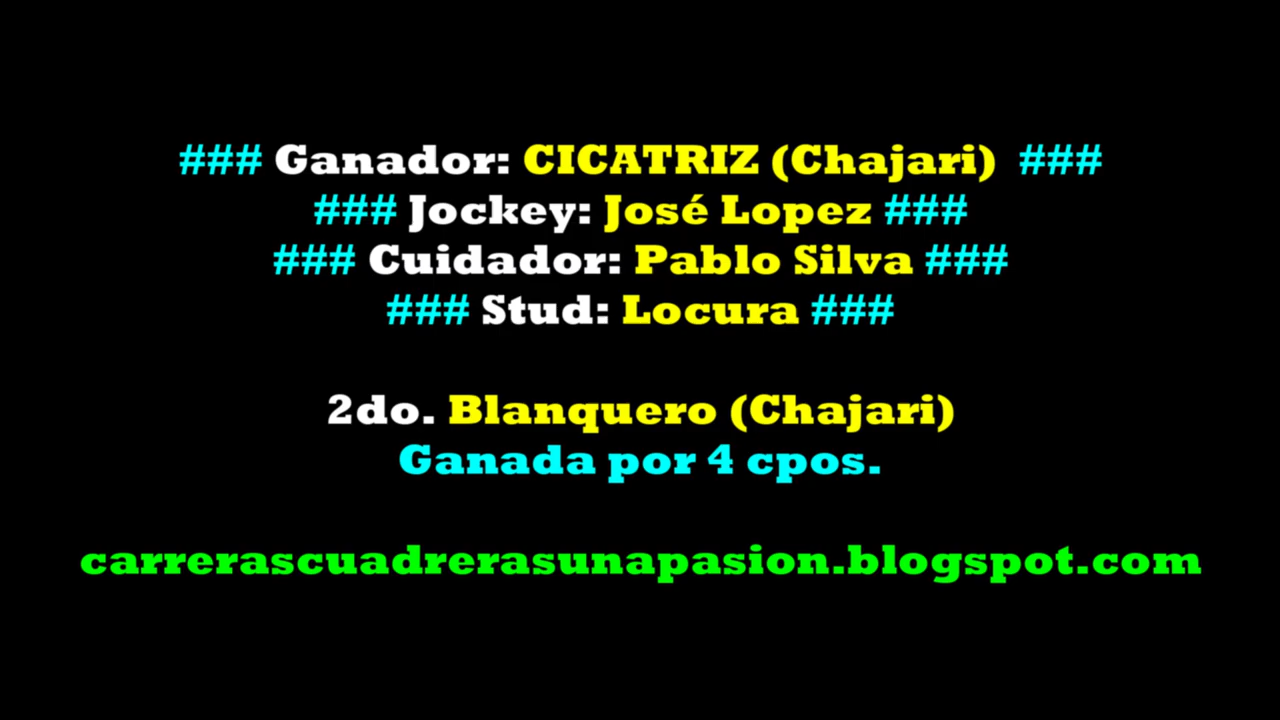 ### Ganador: CICATRIZ (Chajari) ###
### Jockey: José Lopez ###
### Cuidador: Pablo Silva ###
### Stud: Locura ###
2do. Blanquero (Chajari)
Ganada por 4 cpos.
carrerascuadrerasunapasion.blogspot.com